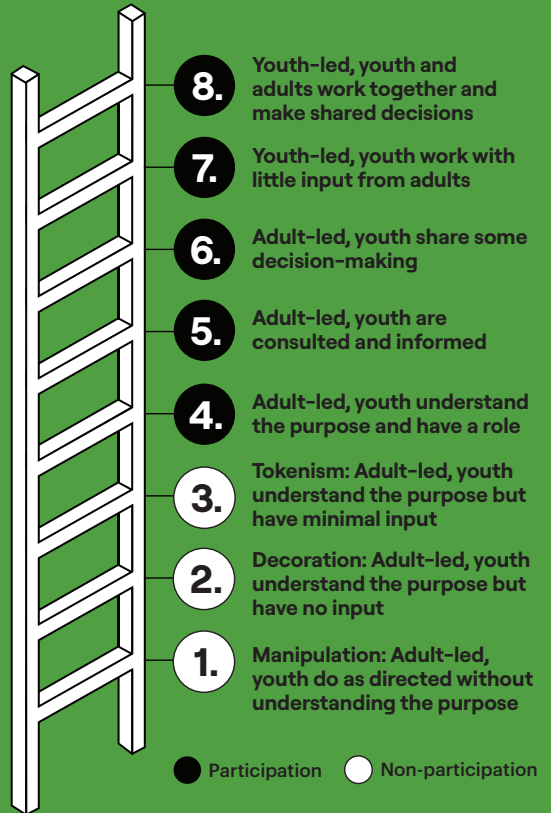 8.
Youth-led, youth and
adults work together and
make shared decisions
7.
Youth-led, youth work with
little input from adults
6.
Adult-led, youth share some
decision-making
5.
Adult-led, youth are
consulted and informed
4.
Adult-led, youth understand
the purpose and have a role
3.
Tokenism: Adult-led, youth
understand the purpose but
have minimal input
2.
Decoration: Adult-led, youth
understand the purpose but
have no input
1.
Manipulation: Adult-led,
youth do as directed without
understanding the purpose
Participation
Non-participation